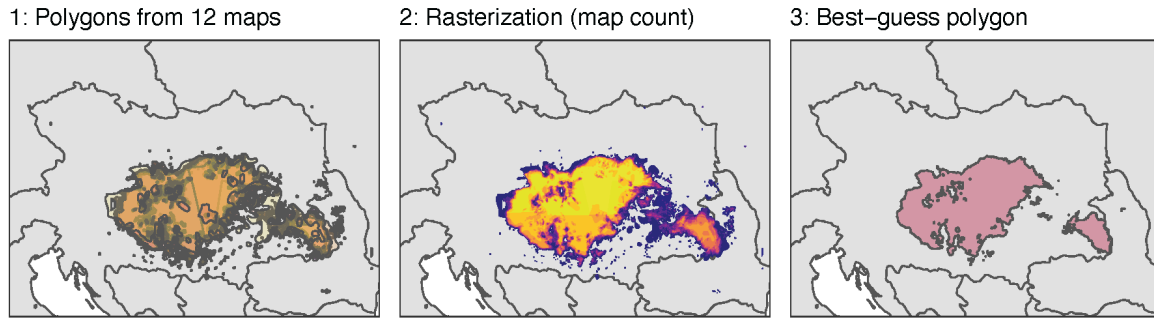 1: Polygons from 12 maps
2: Rasterization (map count)
3: Best−guess polygon